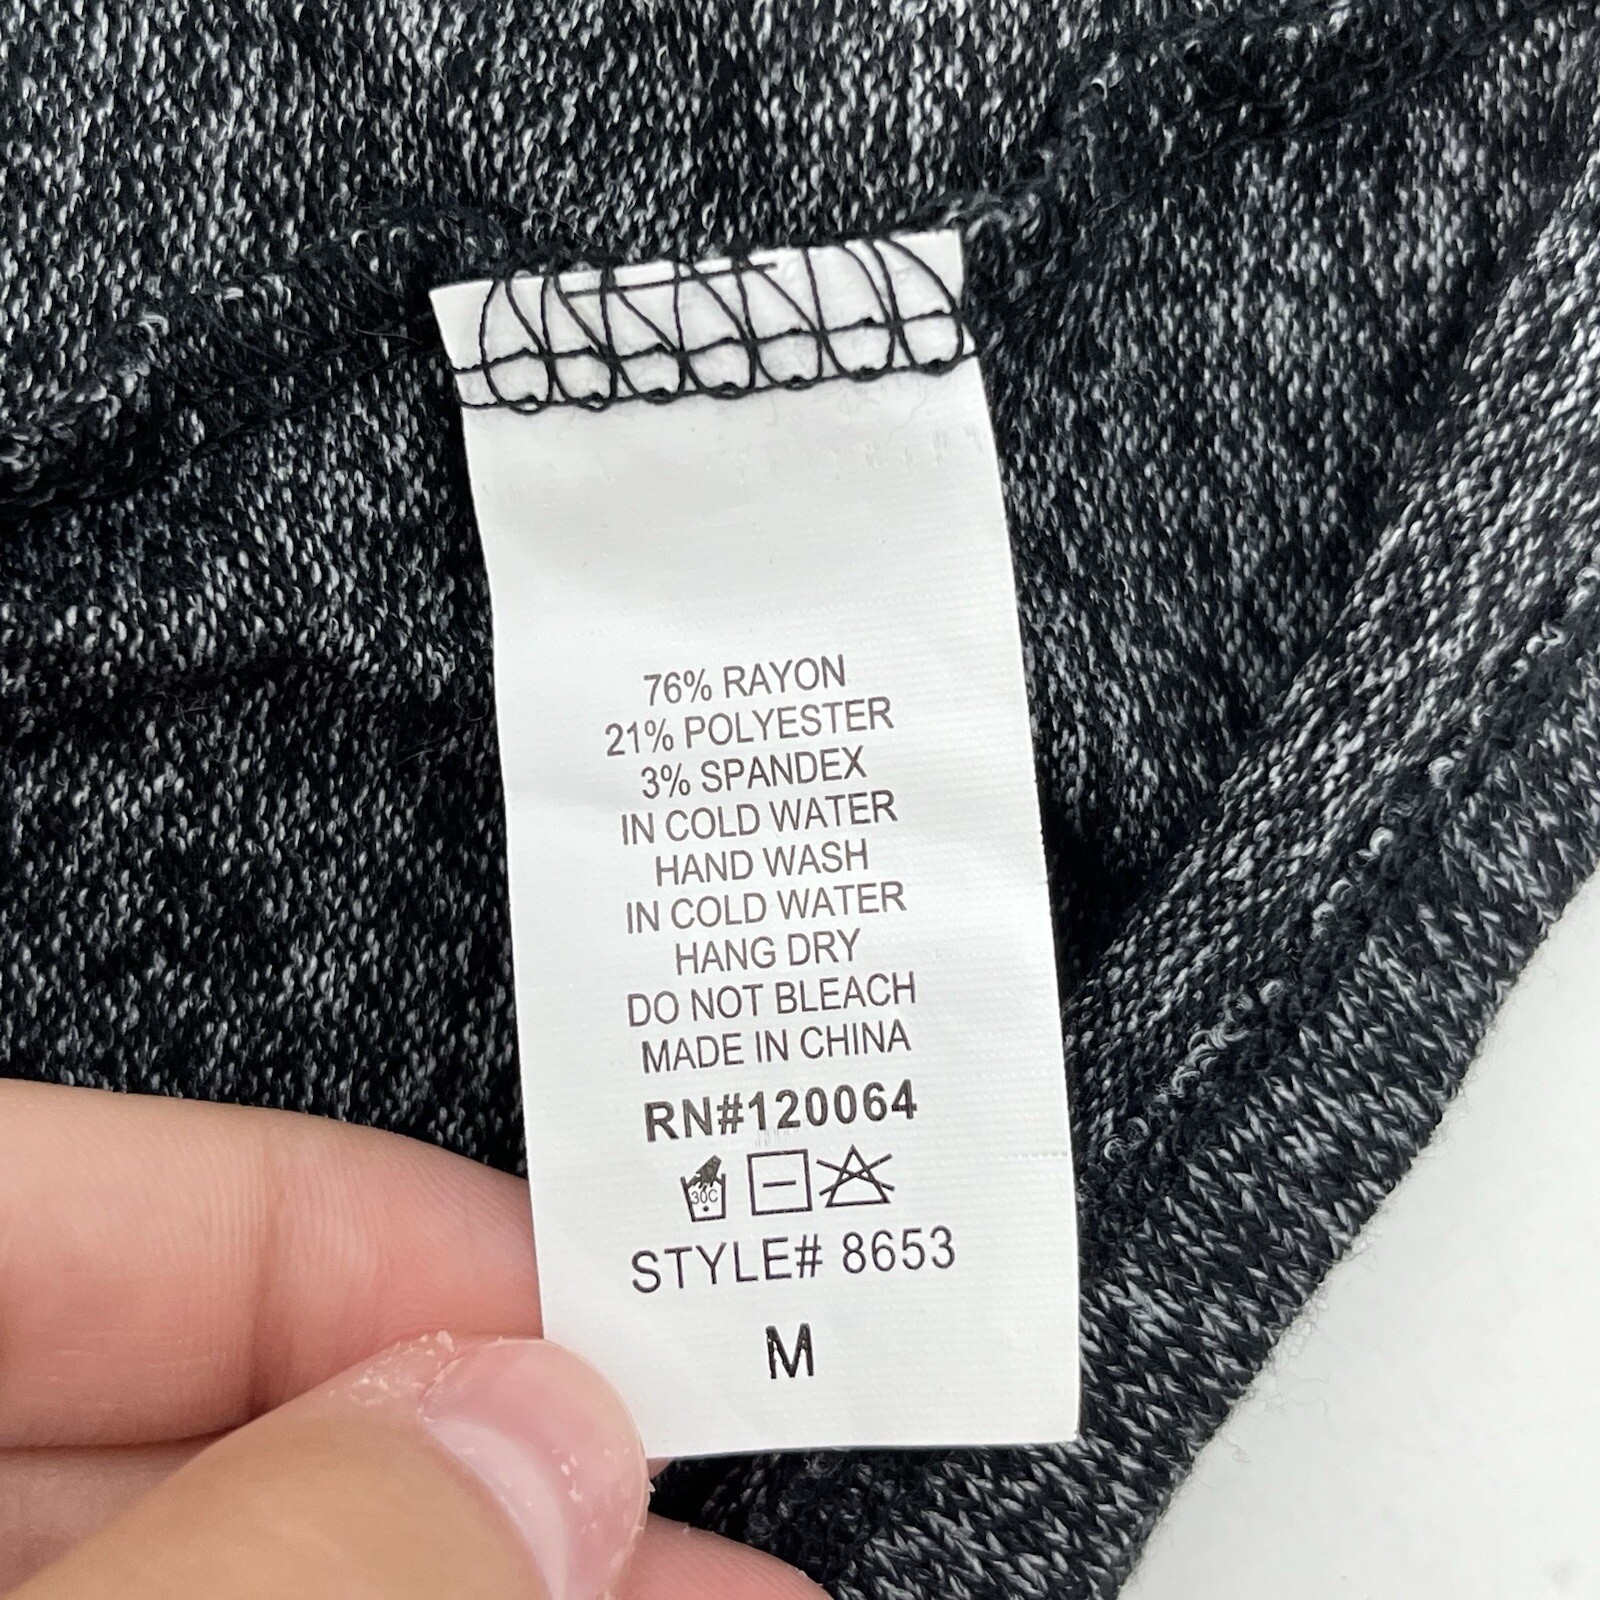 76% RAYON
21% POLYESTER
3% SPANDEX
IN COLD WATER
HAND WASH
IN COLD WATER
HANG DRY
DO NOT BLEACH
MADE IN CHINA
RN#120064
30C
STYLE# 8653
M